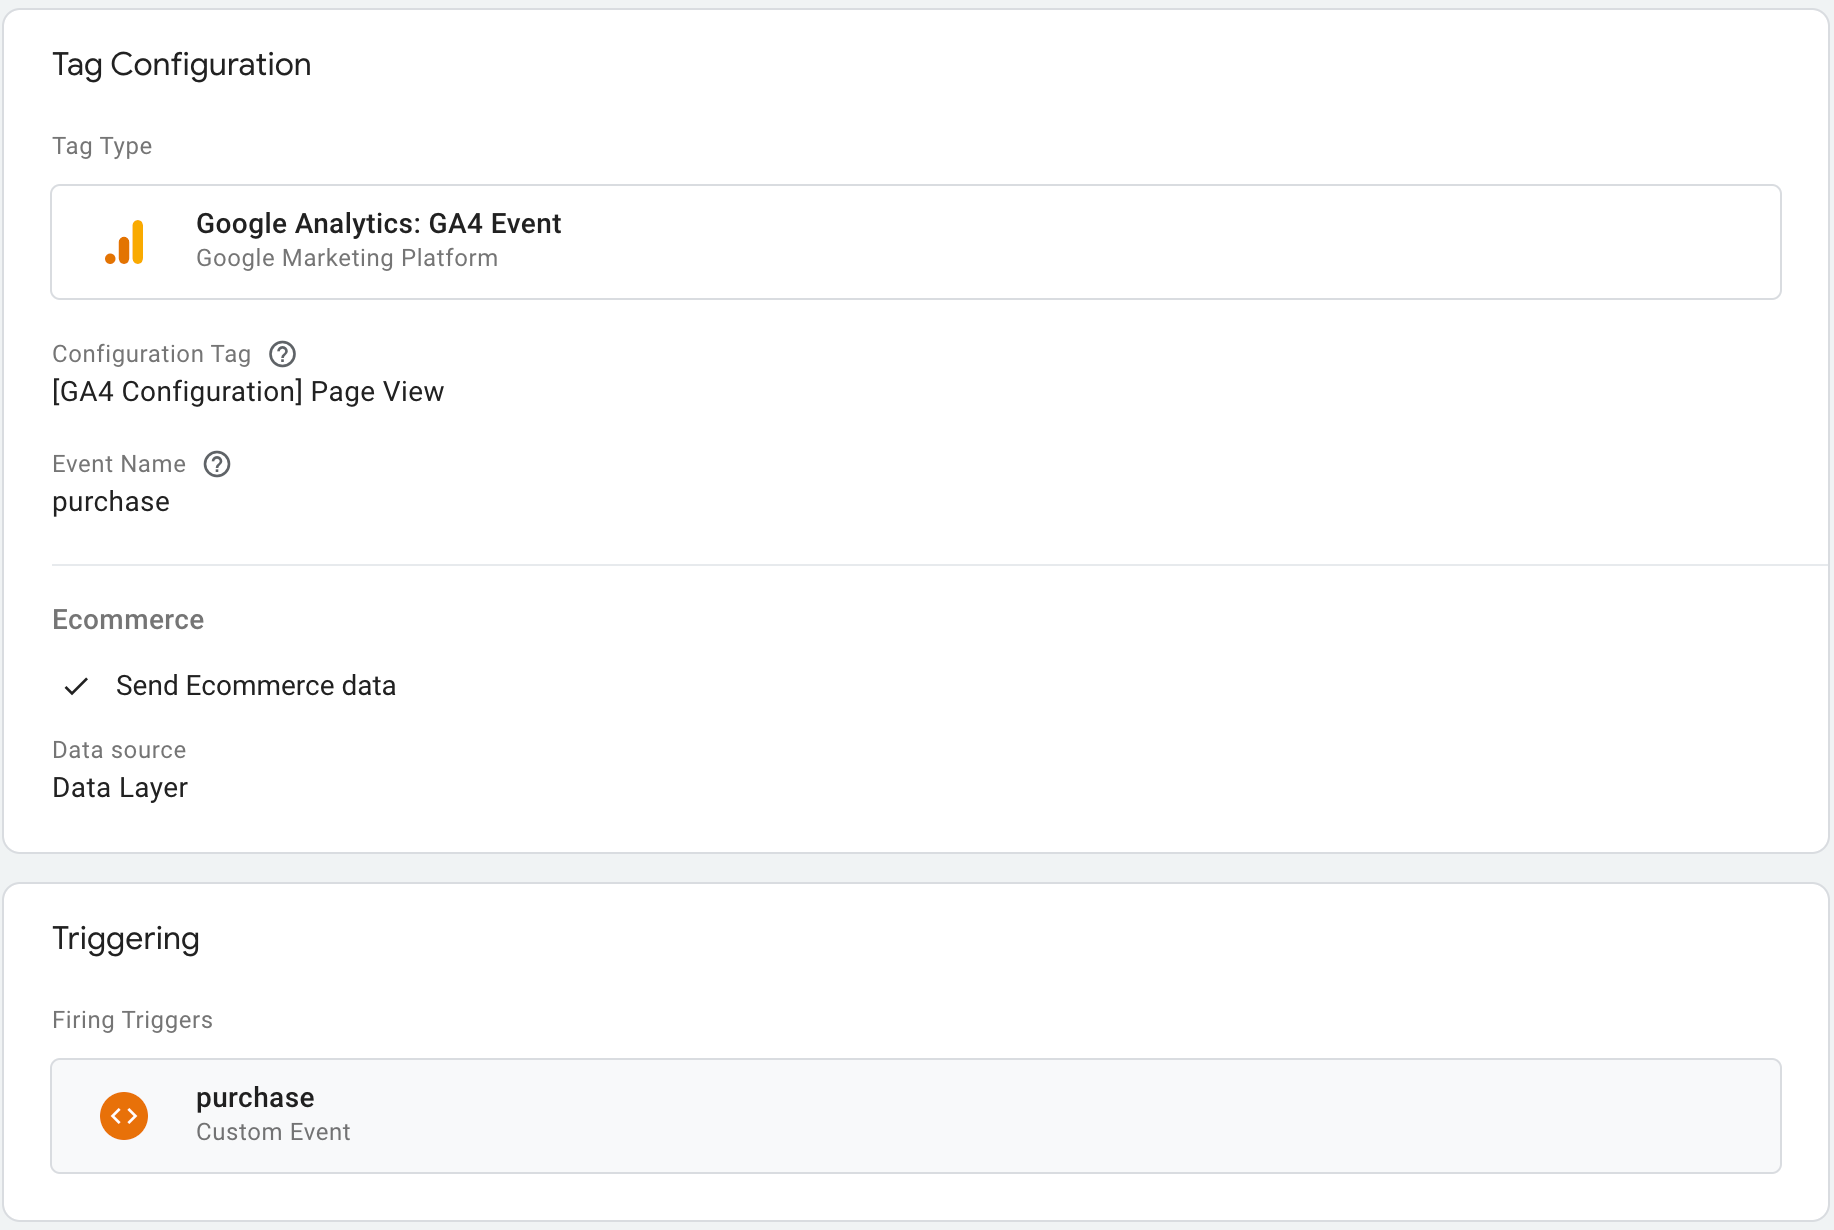 Tag Configuration
Tag Type
Google Analytics: GA4 Event
Google Marketing Platform
Configuration Tag
[GA4 Configuration] Page View
Event Name
purchase
Ecommerce
Send Ecommerce data
Data source
Data Layer
Triggering
Firing Triggers
purchase
Custom Event